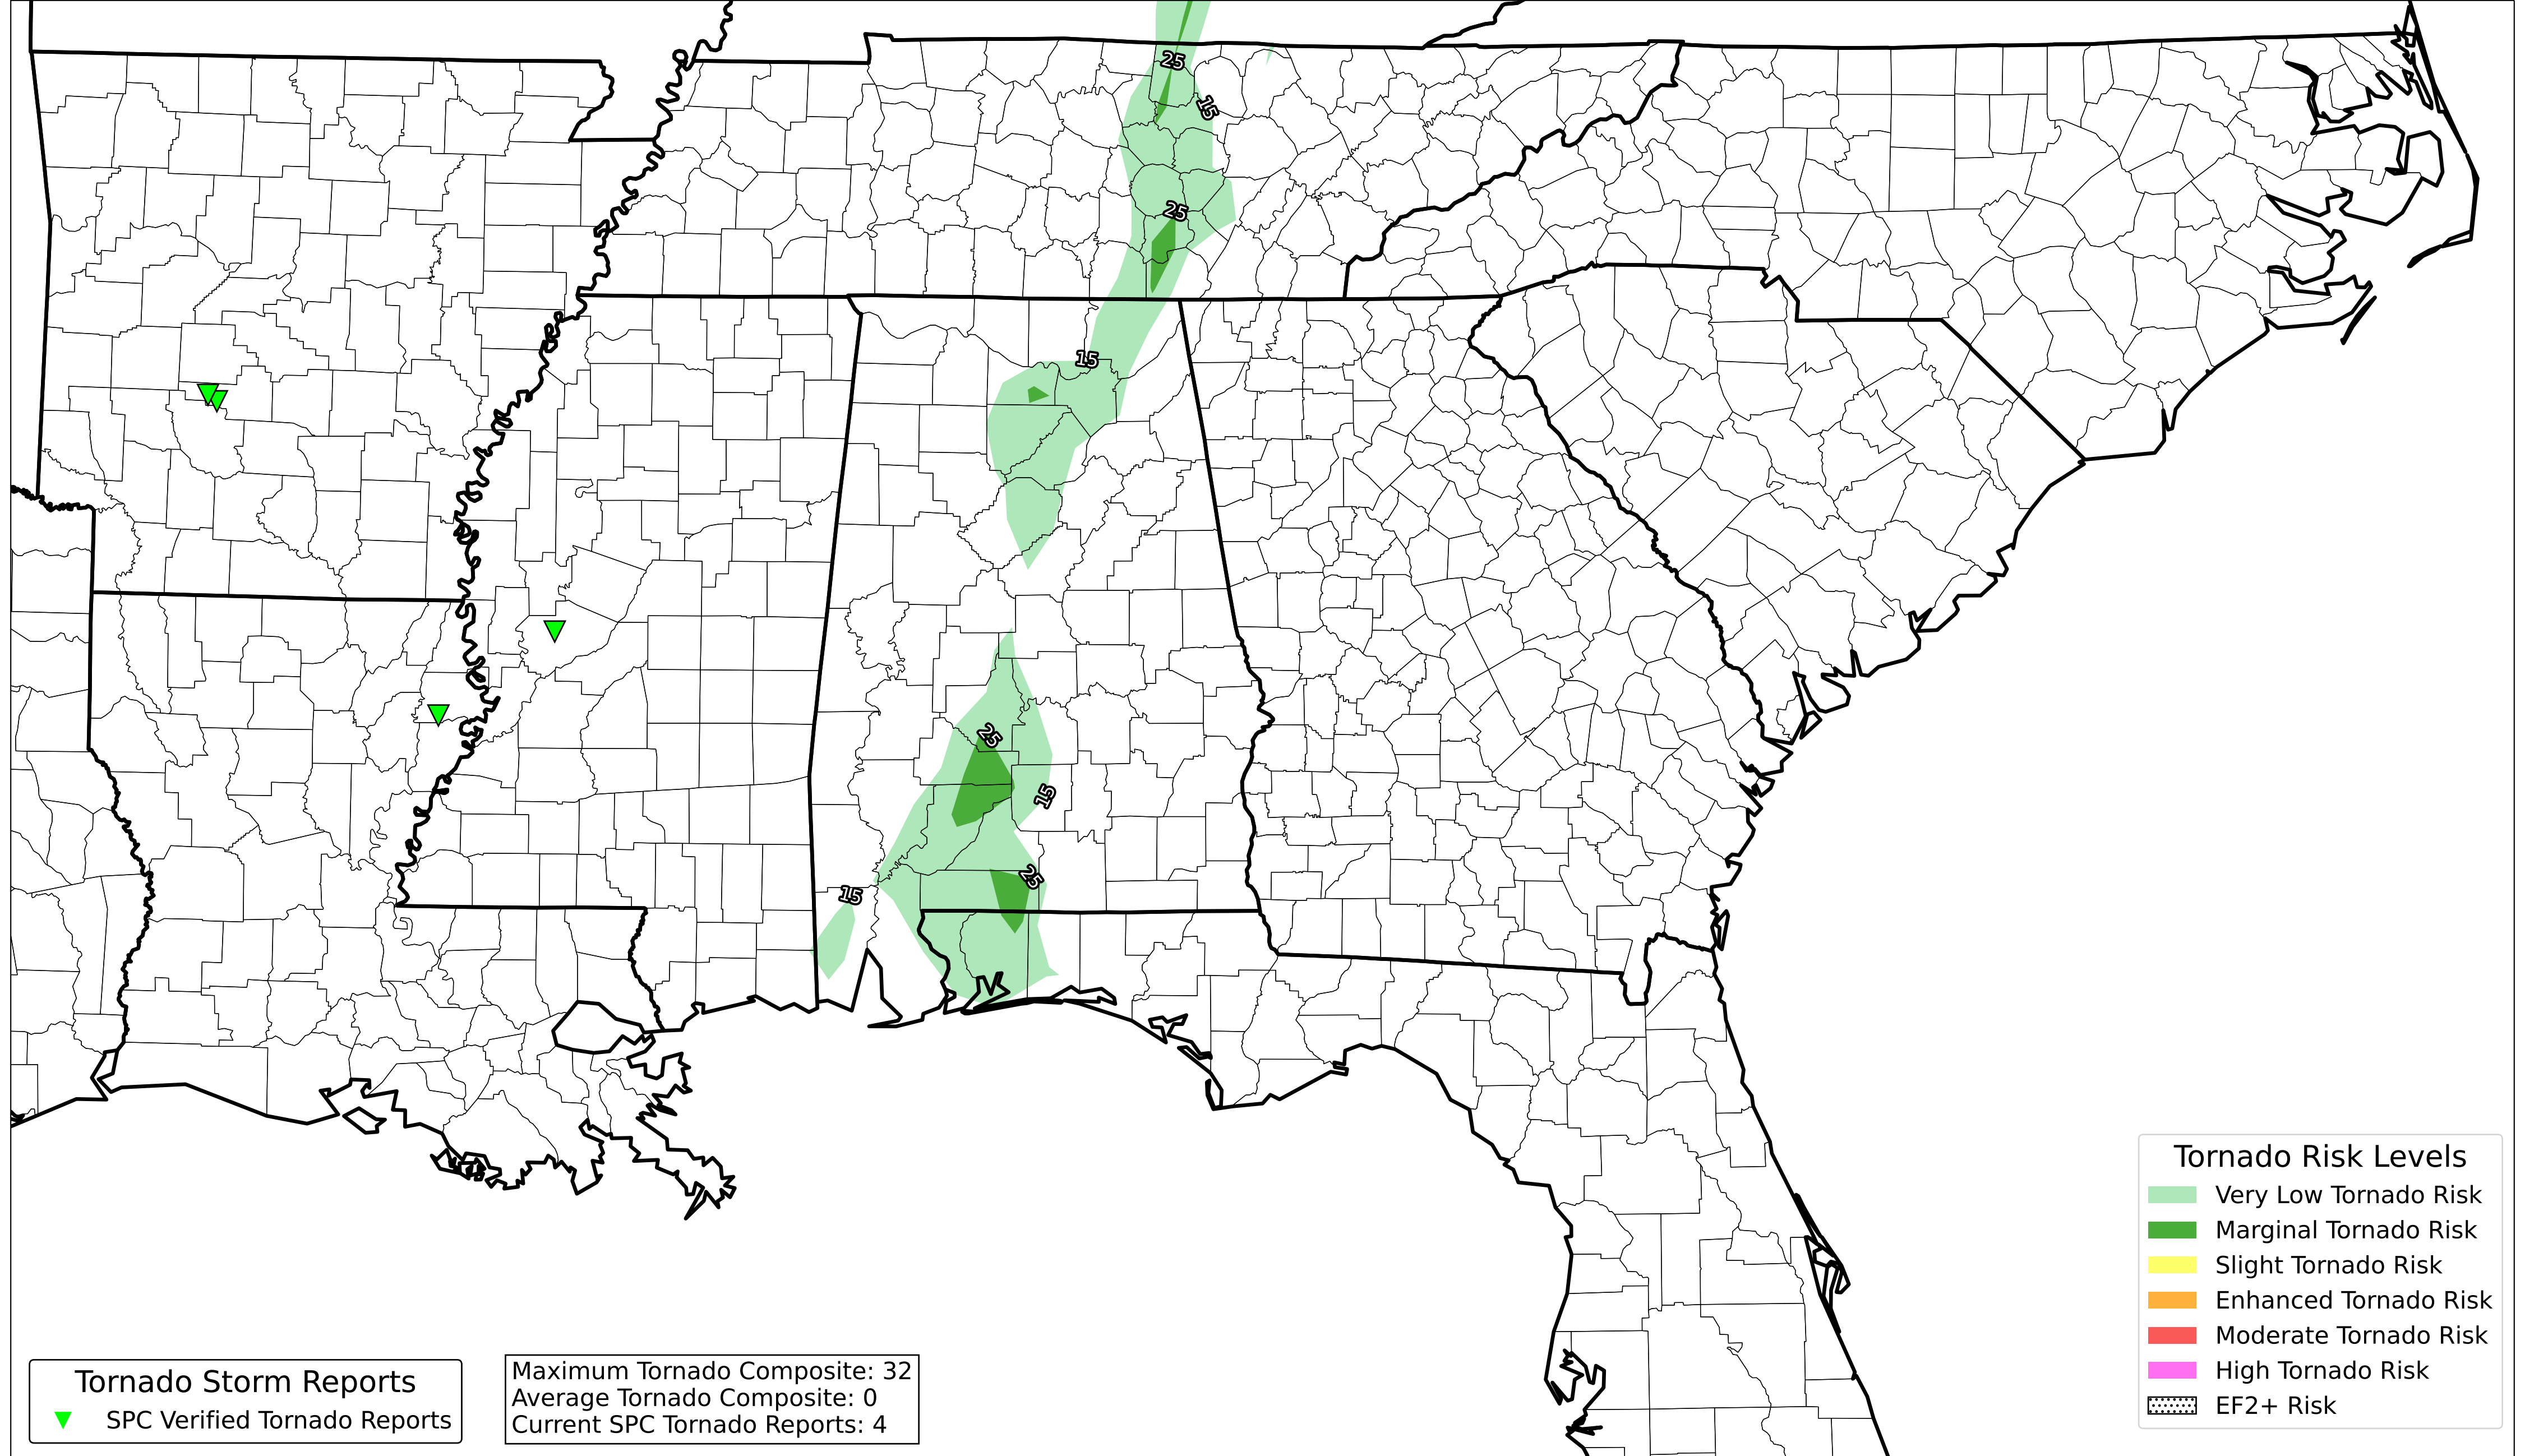 25
15
25
15
25
15
25
15
Tornado Risk Levels
Very Low Tornado Risk
Marginal Tornado Risk
Slight Tornado Risk
Enhanced Tornado Risk
Moderate Tornado Risk
High Tornado Risk
EF2+ Risk
Tornado Storm Reports
SPC Verified Tornado Reports
Maximum Tornado Composite: 32
Average Tornado Composite: 0
Current SPC Tornado Reports: 4